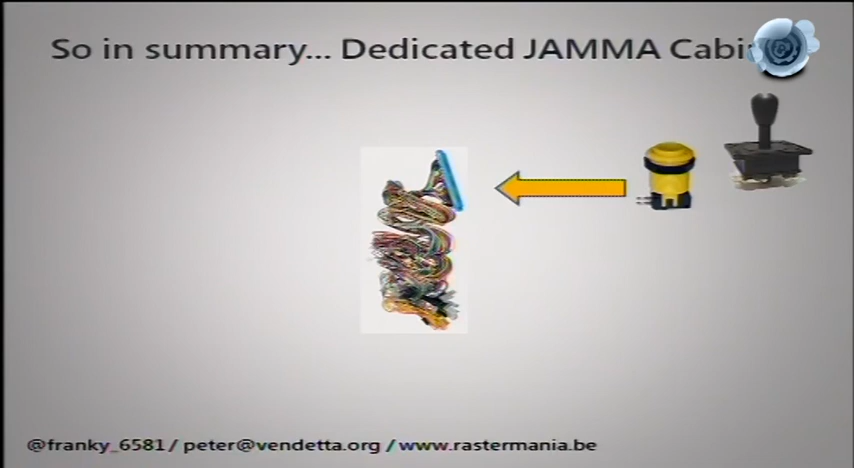 So in summary... Dedicated JAMMA Cabi
@franky_6581 / peter@vendetta.org / www.rastermania.be